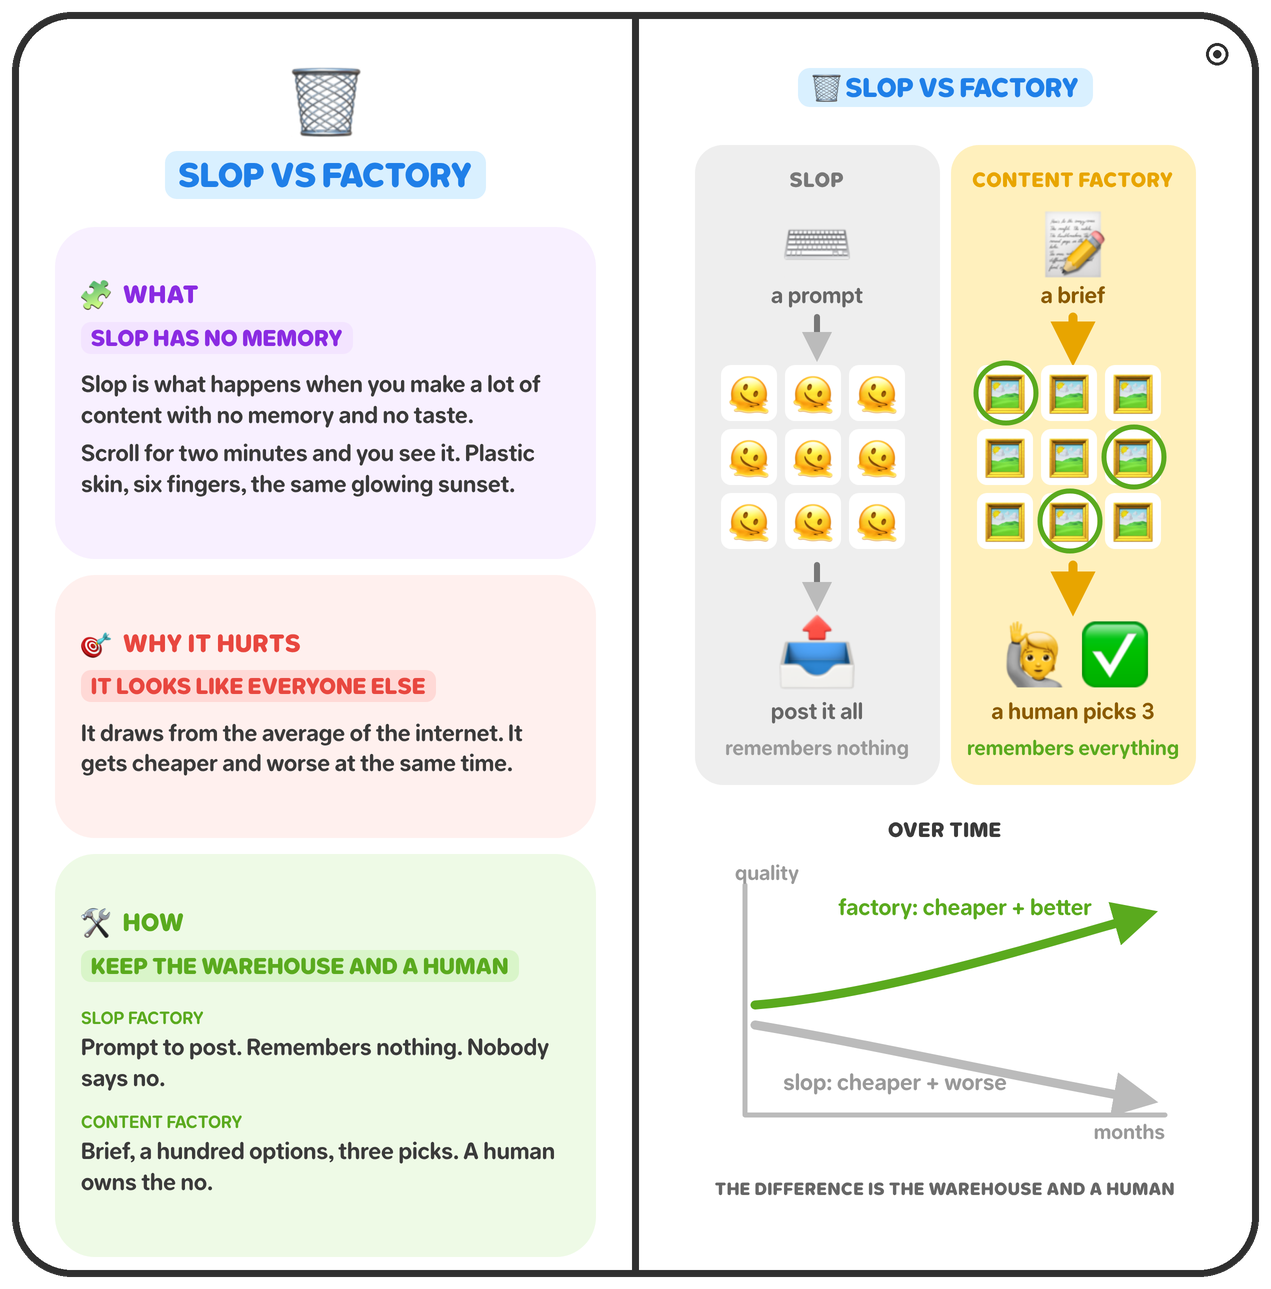 SLOP VS FACTORY
WHAT
SLOP HAS NO MEMORY
Slop is what happens when you make a lot of
content with no memory and no taste.
Scroll for two minutes and you see it. Plastic
skin, six fingers, the same glowing sunset.
WHY IT HURTS
IT LOOKS LIKE EVERYONE ELSE
It draws from the average of the internet. It
gets cheaper and worse at the same time.
HOW
KEEP THE WAREHOUSE AND A HUMAN
SLOP FACTORY
Prompt to post. Remembers nothing. Nobody
says no.
CONTENT FACTORY
Brief, a hundred options, three picks. A human
owns the no.
SLOP VS FACTORY
SLOP
a prompt
post it all
remembers nothing
CONTENT FACTORY
a brief
a human picks 3
remembers everything
OVER TIME
quality
factory: cheaper + better
slop: cheaper + worse
months
THE DIFFERENCE IS THE WAREHOUSE AND A HUMAN